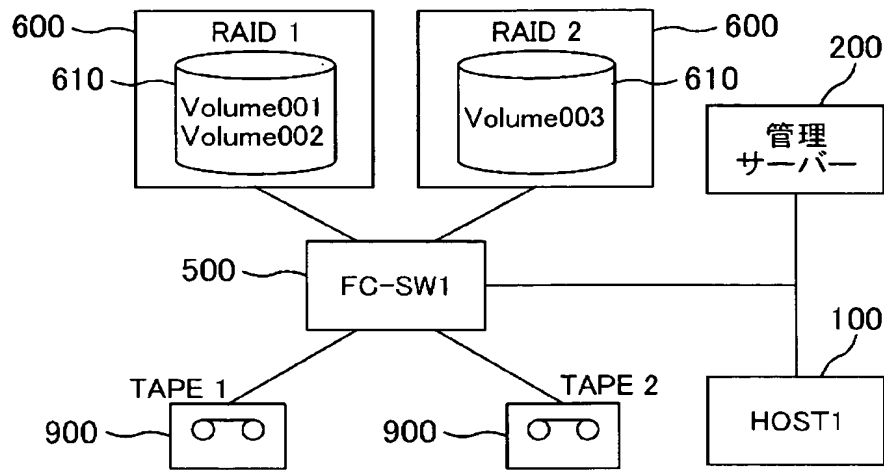 600
RAID 1
RAID 2
600
610
610
200
Volume001
Volume002
Volume003
管理
サーバー
500
FC-SW1
100
TAPE 1
TAPE 2
HOST1
900
900